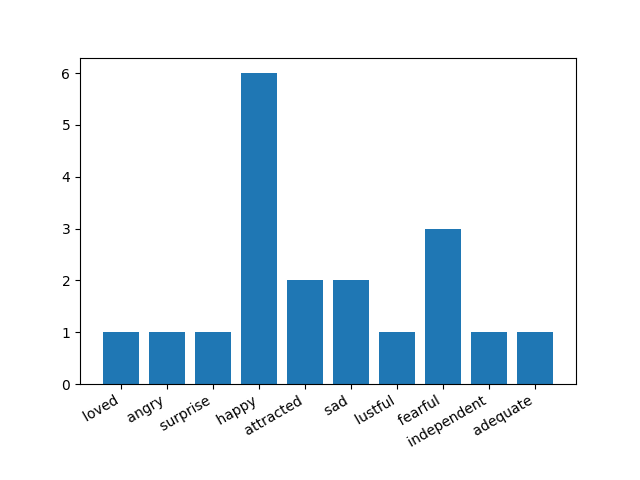 6
5
4
3
2
1
0
loved
angry
surprise
happy
attracted
sad
lustful
fearful
independent
adequate